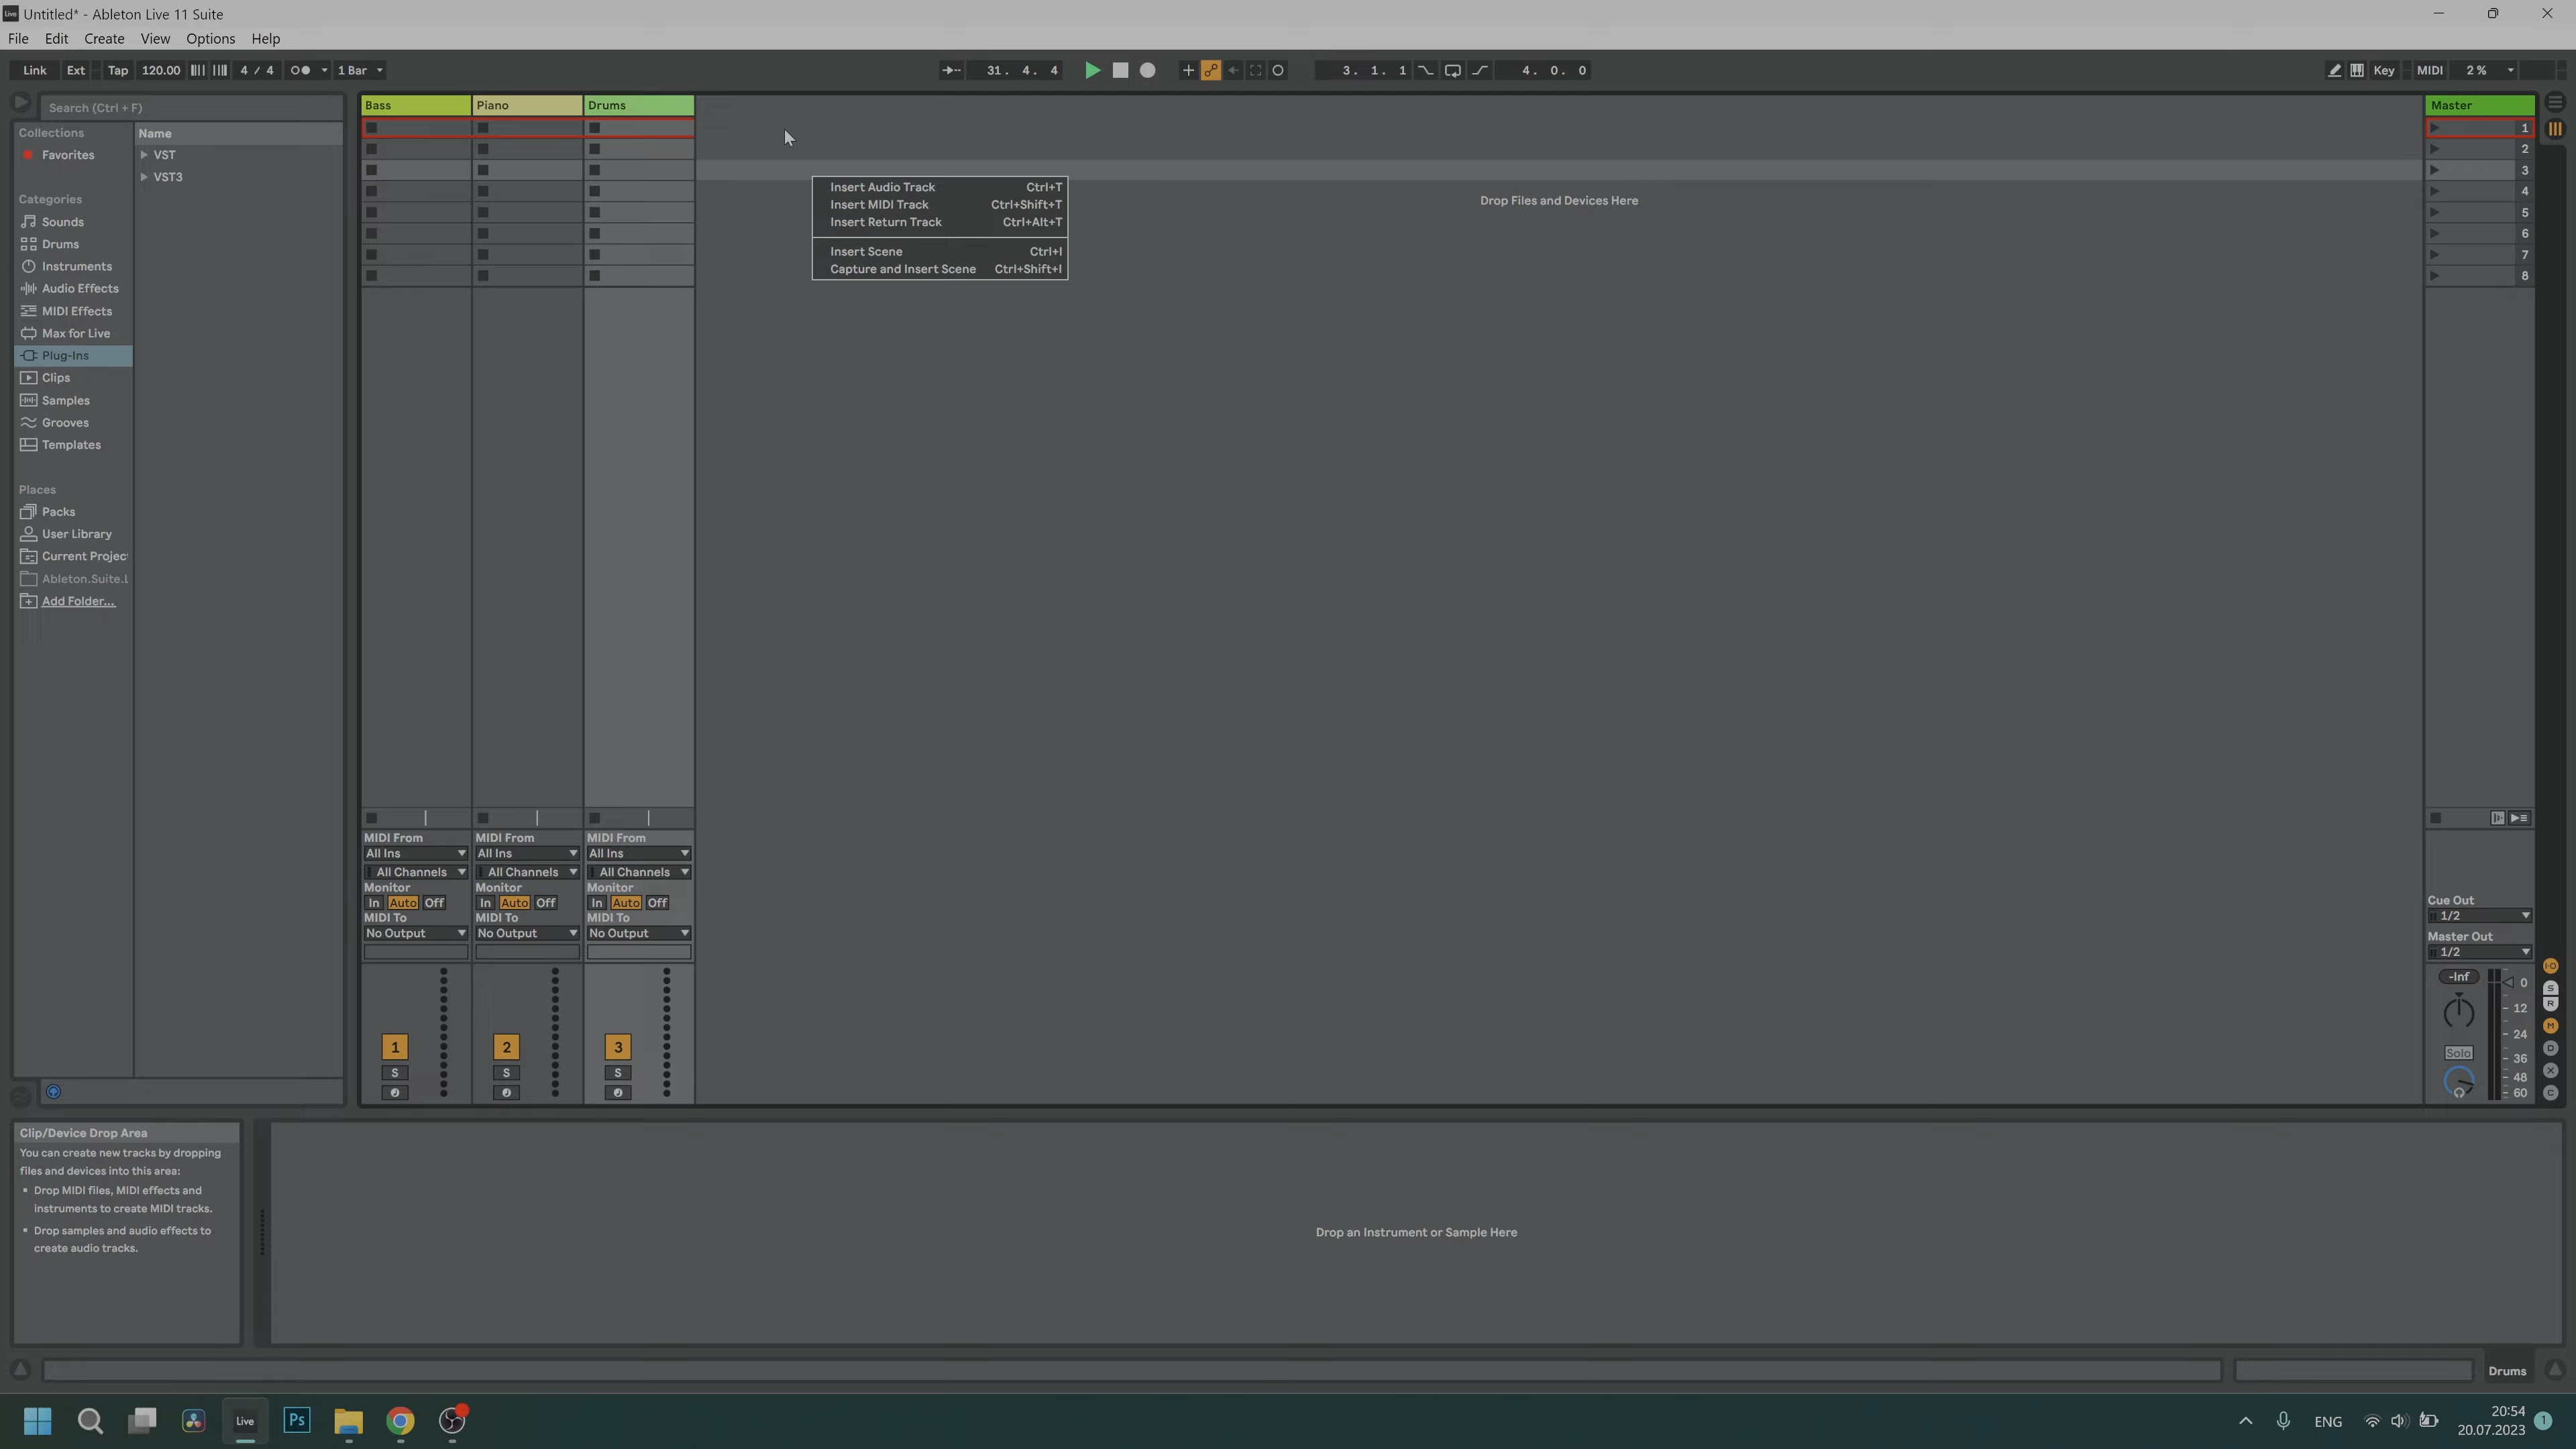 Live Untitled* - Ableton Live 11 Suite
File Edit Create View Options Help
Link Ext Tap 120.00 4 / 4 1 Bar 31. 4. 4 3. 1. 1 4. 0. 0 Key MIDI 2 %
Search (Ctrl + F)
Collections
Favorites
Categories
Sounds
Drums
Instruments
Audio Effects
MIDI Effects
Max for Live
Plug-Ins
Clips
Samples
Grooves
Templates
Places
Packs
User Library
Current Projec
Ableton.Suite.
Add Folder...
Name
VST
VST3
Bass Piano Drums Master
1
2
3
4
5
6
7
8
Insert Audio Track Ctrl+T
Insert MIDI Track Ctrl+Shift+T
Insert Return Track Ctrl+Alt+T
Insert Scene Ctrl+I
Capture and Insert Scene Ctrl+Shift+I
Drop Files and Devices Here
MIDI From MIDI From MIDI From
All Ins All Ins All Ins
All Channels All Channels All Channels
Monitor Monitor Monitor
In Auto Off In Auto Off In Auto Off
MIDI To MIDI To MIDI To
No Output No Output No Output
1 2 3
S S S
Cue Out
1/2
Master Out
1/2
-Inf
Solo
0
12
24
36
48
60
I-O
S
R
M
D
X
C
Clip/Device Drop Area
You can create new tracks by dropping
files and devices into this area:
Drop MIDI files, MIDI effects and
instruments to create MIDI tracks.
Drop samples and audio effects to
create audio tracks.
Drop an Instrument or Sample Here
Drums
Live Ps
ENG
20:54
20.07.2023
1